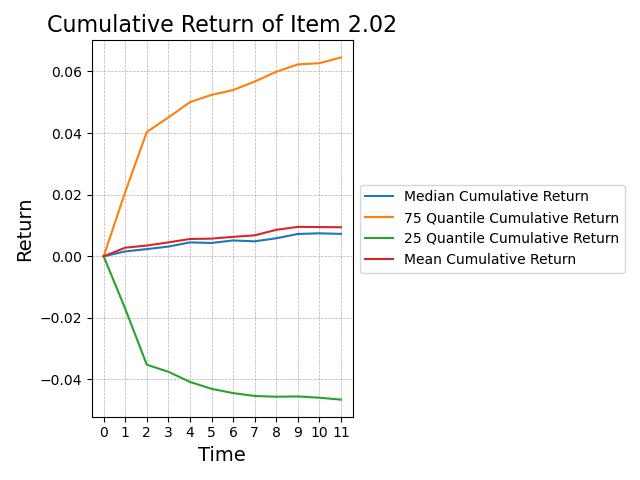 Cumulative Return of Item 2.02
Return
0.06
0.04
0.02
0.00
−0.02
−0.04
0 1 2 3 4 5 6 7 8 9 10 11
Time
Median Cumulative Return
75 Quantile Cumulative Return
25 Quantile Cumulative Return
Mean Cumulative Return